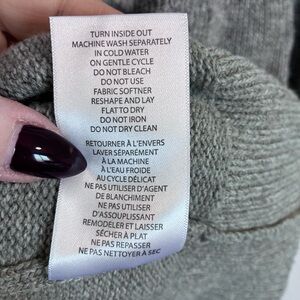 TURN INSIDE OUT
MACHINE WASH SEPARATELY
IN COLD WATER
ON GENTLE CYCLE
DO NOT BLEACH
DO NOT USE
FABRIC SOFTNER
RESHAPE AND LAY
FLAT TO DRY
DO NOT IRON
DO NOT DRY CLEAN
RETOURNER À L'ENVERS
LAVER SÉPARÉMENT
À LA MACHINE
À L'EAU FROIDE
AU CYCLE DÉLICAT
NE PAS UTILISER D'AGENT
DE BLANCHIMENT
NE PAS UTILISER
D'ASSOUPLISSANT
REMODELER ET LAISSER
SÉCHER À PLAT
NE PAS REPASSER
NE PAS NETTOYER À SEC